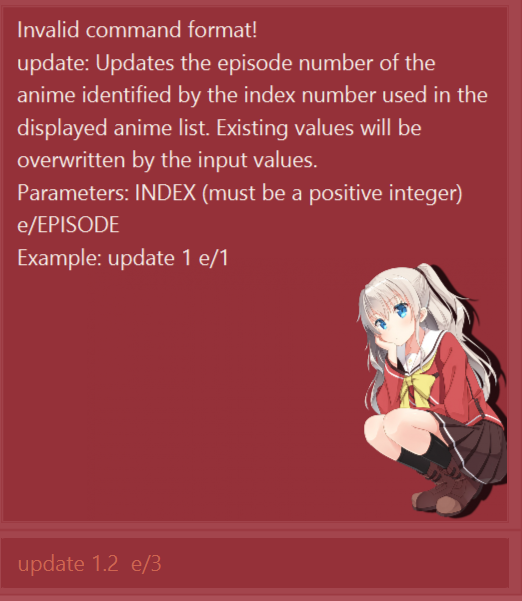 Invalid command format!
update: Updates the episode number of the
anime identified by the index number used in the
displayed anime list. Existing values will be
overwritten by the input values.
Parameters: INDEX (must be a positive integer)
e/EPISODE
Example: update 1 e/1
update 1.2  e/3